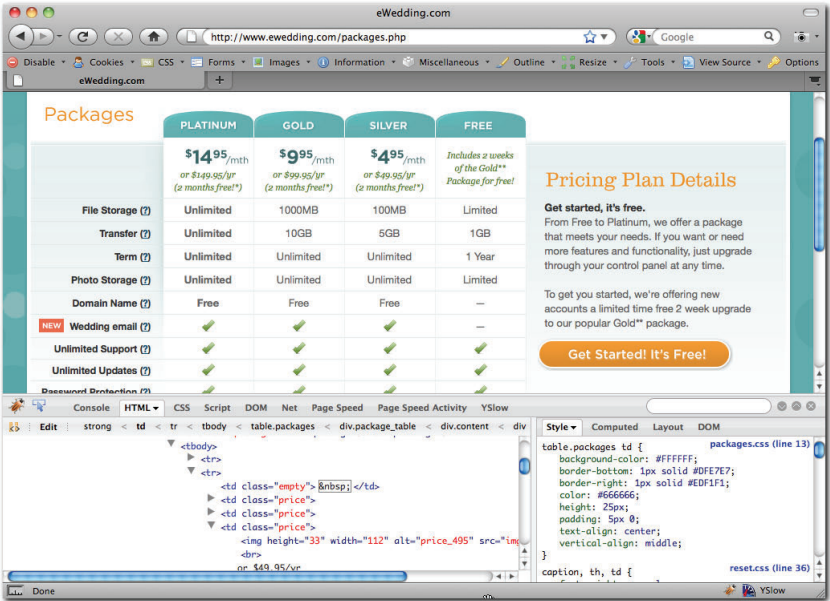 eWedding.com
http://www.ewedding.com/packages.php
Google
Disable Cookies CSS Forms Images Information Miscellaneous Outline Resize Tools View Source Options
eWedding.com +
Packages
PLATINUM GOLD SILVER FREE
$14 95/mth $9 95/mth $4 95/mth Includes 2 weeks
or $149.95/yr or $99.95/yr or $49.95/yr of the Gold**
(2 months free!*) (2 months free!*) (2 months free!*) Package for free!
File Storage (?) Unlimited 1000MB 100MB Limited
Transfer (?) Unlimited 10GB 5GB 1GB
Term (?) Unlimited Unlimited Unlimited 1 Year
Photo Storage (?) Unlimited Unlimited Unlimited Limited
Domain Name (?) Free Free Free —
NEW Wedding email (?) —
Unlimited Support (?)
Unlimited Updates (?)
Password Protection (?)
Pricing Plan Details
Get started, it's free.
From Free to Platinum, we offer a package
that meets your needs. If you want or need
more features and functionality, just upgrade
through your control panel at any time.
To get you started, we're offering new
accounts a limited time free 2 week upgrade
to our popular Gold** package.
Get Started! It's Free!
Console HTML CSS Script DOM Net Page Speed Page Speed Activity YSlow
Edit strong < td < tr < tbody < table.packages < div.package_table < div.content < div
<tbody>
<tr>
<tr>
<td class="empty"> &nbsp; </td>
<td class="price">
<td class="price">
<td class="price">
<img height="33" width="112" alt="price_495" src="img
<br>
or $49.95/yr
Style Computed Layout DOM
table.packages td { packages.css (line 13)
background-color: #FFFFFF;
border-bottom: 1px solid #DFE7E7;
border-right: 1px solid #EDF1F1;
color: #666666;
height: 25px;
padding: 5px 0;
text-align: center;
vertical-align: middle;
}
reset.css (line 36)
caption, th, td {
Done YSlow